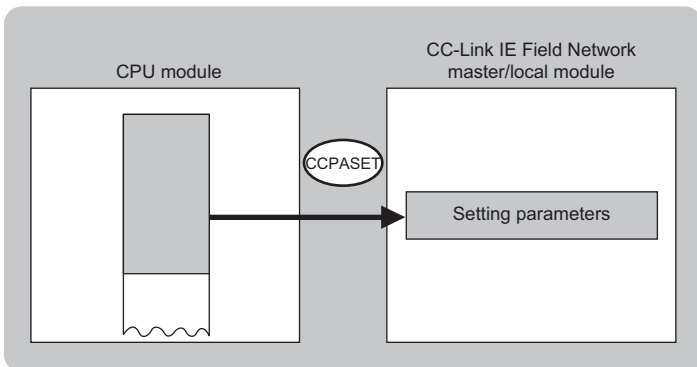 CPU module
CC-Link IE Field Network
master/local module
CCPASET
Setting parameters